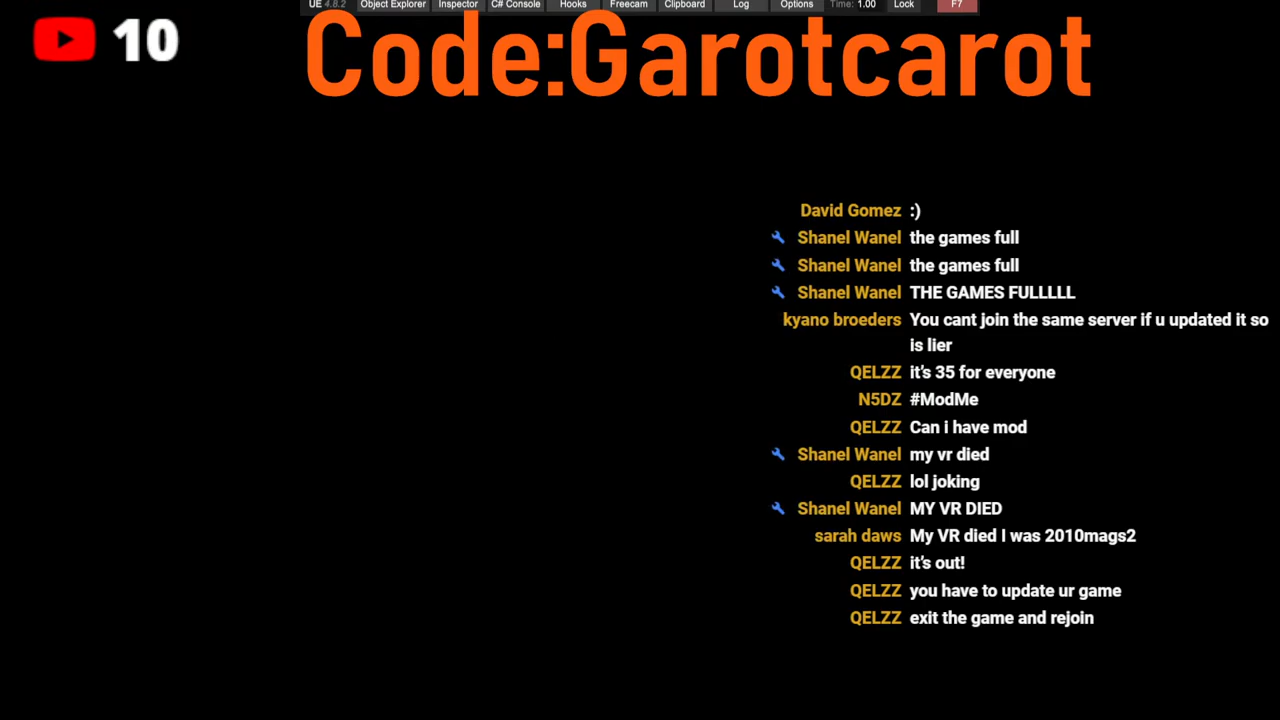 UE 4.8.2 Object Explorer Inspector C# Console Hooks Freecam Clipboard Log Options Time: 1.00 Lock F7
10
Code:Garotcarot
David Gomez :)
Shanel Wanel the games full
Shanel Wanel the games full
Shanel Wanel THE GAMES FULLLLL
kyano broeders You cant join the same server if u updated it so
is lier
QELZZ it's 35 for everyone
N5DZ #ModMe
QELZZ Can i have mod
Shanel Wanel my vr died
QELZZ lol joking
Shanel Wanel MY VR DIED
sarah daws My VR died I was 2010mags2
QELZZ it's out!
QELZZ you have to update ur game
QELZZ exit the game and rejoin